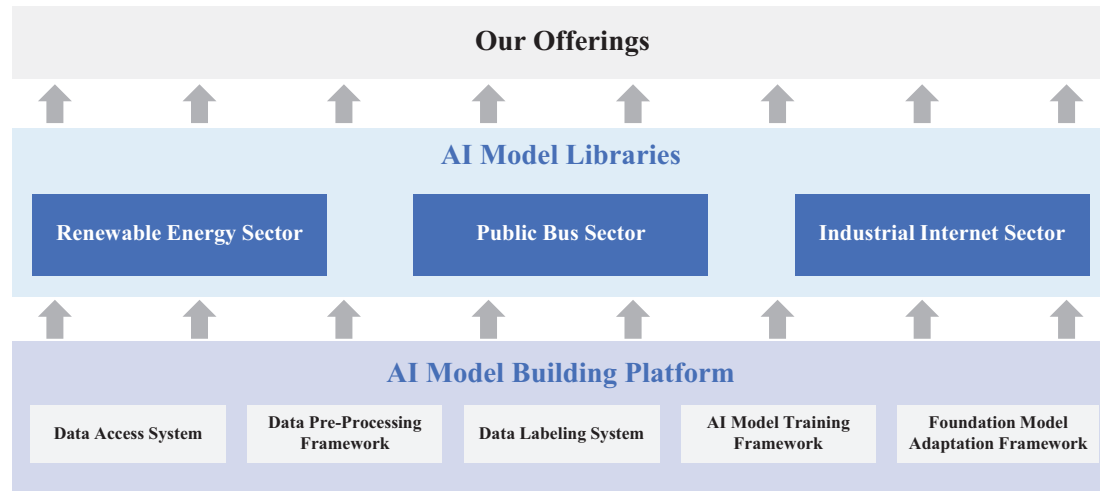 Our Offerings
AI Model Libraries
Renewable Energy Sector
Public Bus Sector
Industrial Internet Sector
AI Model Building Platform
Data Access System
Data Pre-Processing
Framework
Data Labeling System
AI Model Training
Framework
Foundation Model
Adaptation Framework